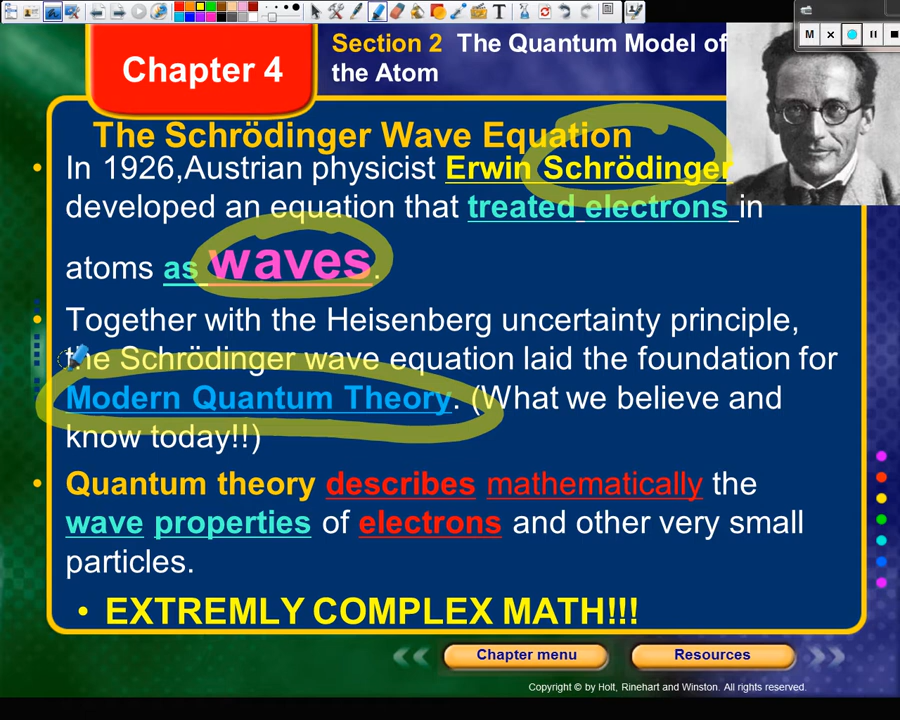 M
Chapter 4
Section 2 The Quantum Model of
the Atom
The Schrödinger Wave Equation
• In 1926,Austrian physicist Erwin Schrödinger
developed an equation that treated electrons in
atoms as waves.
• Together with the Heisenberg uncertainty principle,
the Schrödinger wave equation laid the foundation for
Modern Quantum Theory. (What we believe and
know today!!)
• Quantum theory describes mathematically the
wave properties of electrons and other very small
particles.
• EXTREMLY COMPLEX MATH!!!
Chapter menu
Resources
Copyright © by Holt, Rinehart and Winston. All rights reserved.